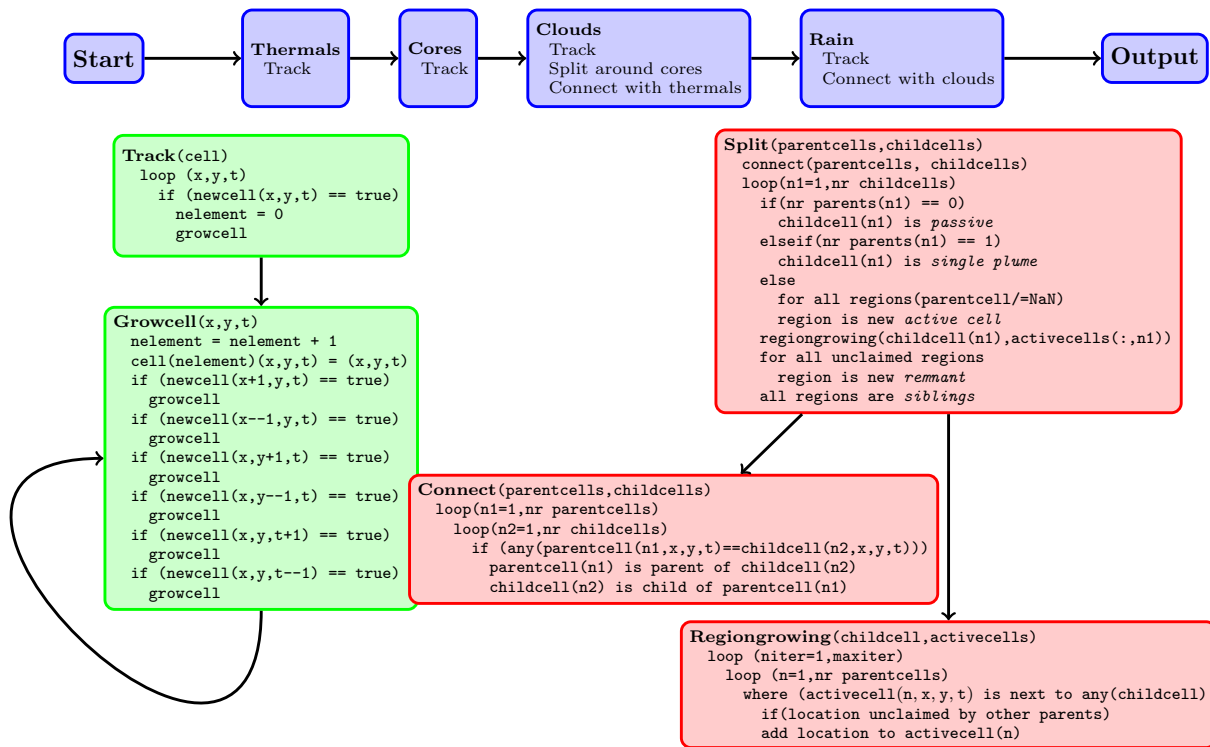 Start
Thermals
Track
Cores
Track
Clouds
Track
Split around cores
Connect with thermals
Rain
Track
Connect with clouds
Output
Track(cell)
loop (x,y,t)
if (newcell(x,y,t) == true)
nelement = 0
growcell
Growcell(x,y,t)
nelement = nelement + 1
cell(nelement)(x,y,t) = (x,y,t)
if (newcell(x+1,y,t) == true)
growcell
if (newcell(x--1,y,t) == true)
growcell
if (newcell(x,y+1,t) == true)
growcell
if (newcell(x,y--1,t) == true)
growcell
if (newcell(x,y,t+1) == true)
growcell
if (newcell(x,y,t--1) == true)
growcell
Split(parentcells,childcells)
connect(parentcells, childcells)
loop(n1=1,nr childcells)
if(nr parents(n1) == 0)
childcell(n1) is passive
elseif(nr parents(n1) == 1)
childcell(n1) is single plume
else
for all regions(parentcell/=NaN)
region is new active cell
regiongrowing(childcell(n1),activecells(:,n1))
for all unclaimed regions
region is new remnant
all regions are siblings
Connect(parentcells,childcells)
loop(n1=1,nr parentcells)
loop(n2=1,nr childcells)
if (any(parentcell(n1,x,y,t)==childcell(n2,x,y,t)))
parentcell(n1) is parent of childcell(n2)
childcell(n2) is child of parentcell(n1)
Regiongrowing(childcell,activecells)
loop (niter=1,maxiter)
loop (n=1,nr parentcells)
where (activecell(n, x, y, t) is next to any(childcell)
if(location unclaimed by other parents)
add location to activecell(n)